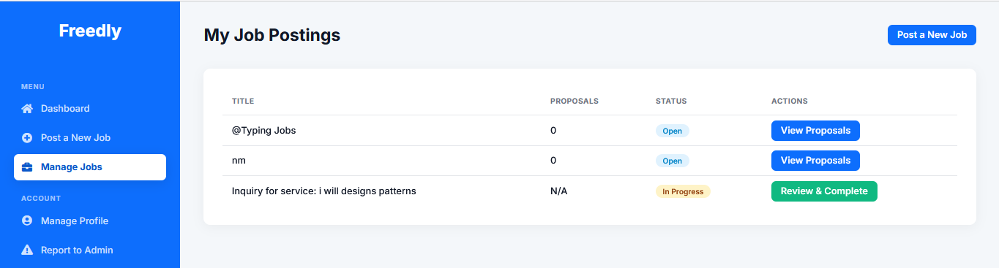 Freedly
MENU
Dashboard
Post a New Job
Manage Jobs
ACCOUNT
Manage Profile
Report to Admin
My Job Postings
Post a New Job
TITLE PROPOSALS STATUS ACTIONS
@Typing Jobs 0 Open View Proposals
nm 0 Open View Proposals
Inquiry for service: i will designs patterns N/A In Progress Review & Complete